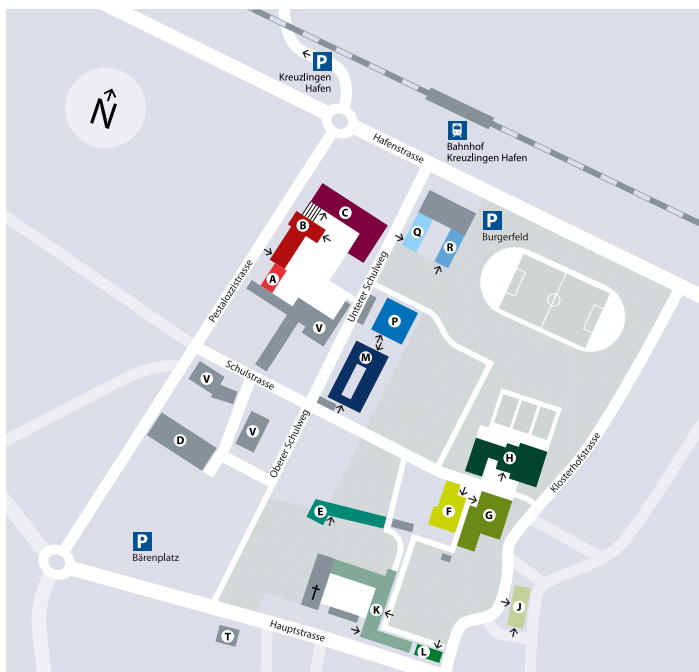 P
Kreuzlingen
Hafen
N
Hafenstrasse
Bahnhof
Kreuzlingen Hafen
C
B
Q
R
P
Burgerfeld
A
Pestalozzistrasse
Unterer Schulweg
V
P
M
Schulstrasse
V
D
V
Oberer Schulweg
H
Klosterhofstrasse
E
F
G
P
Bärenplatz
K
J
T
Hauptstrasse
L